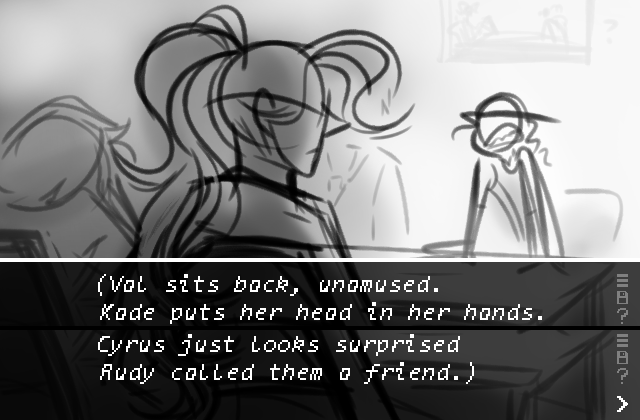 (Val sits back, unamused.
Kade puts her head in her hands.
Cyrus just looks surprised
Rudy called them a friend.)